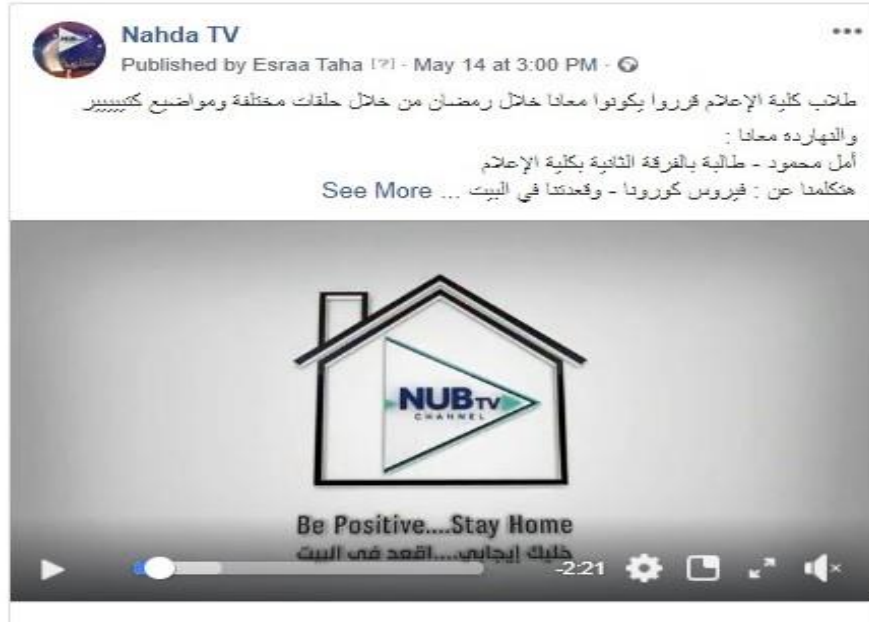 Nahda TV
Published by Esraa Taha [?] · May 14 at 3:00 PM ·
طلاب كلية الإعلام قرروا يكونوا معانا خلال رمضان من خلال حلقات مختلفة ومواضيع كتيييير
والنهارده معانا :
أمل محمود - طالبة بالفرقة الثانية بكلية الإعلام
هتكلمنا عن : فيروس كورونا - وقعدتنا في البيت ... See More
NUB TV
CHANNEL
Be Positive....Stay Home
خليك إيجابي....اقعد في البيت
-2:21